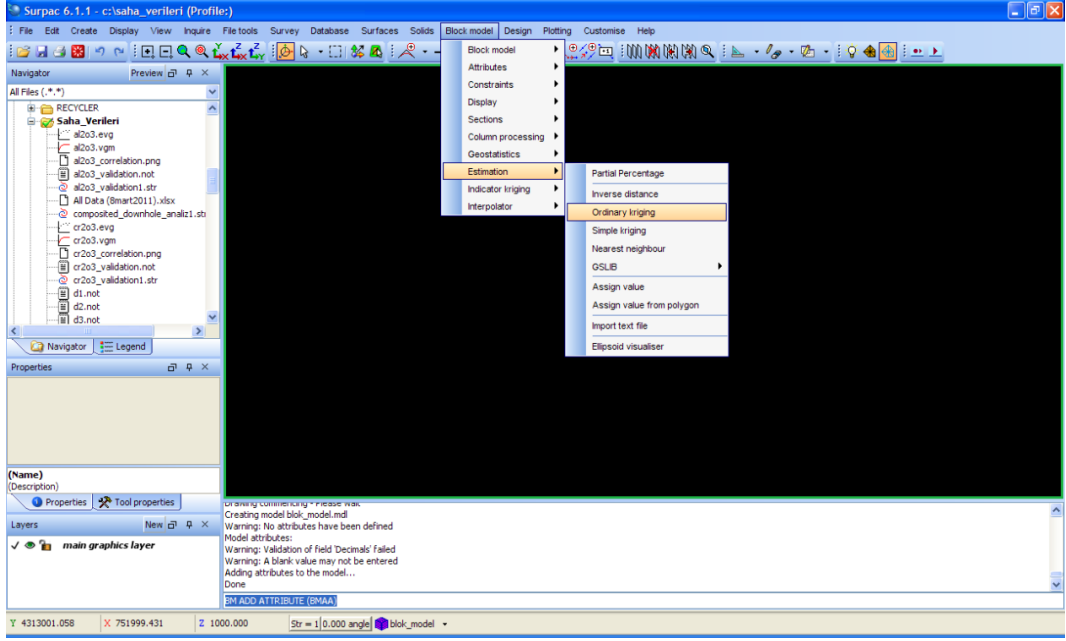 Surpac 6.1.1 - c:\saha_verileri (Profile:)
File Edit Create Display View Inquire File tools Survey Database Surfaces Solids Block model Design Plotting Customise Help
Navigator Preview
All Files (.*.*)
RECYCLER
Saha_Verileri
al2o3.evg
al2o3.vgm
al2o3_correlation.png
al2o3_validation.not
al2o3_validation1.str
All Data (8mart2011).xlsx
composited_downhole_analiz1.str
cr2o3.evg
cr2o3.vgm
cr2o3_correlation.png
cr2o3_validation.not
cr2o3_validation1.str
d1.not
d2.not
d3.not
Navigator Legend
Block model
Attributes
Constraints
Display
Sections
Column processing
Geostatistics
Estimation
Indicator kriging
Interpolator
Partial Percentage
Inverse distance
Ordinary kriging
Simple kriging
Nearest neighbour
GSLIB
Assign value
Assign value from polygon
Import text file
Ellipsoid visualiser
Properties
(Name)
(Description)
Properties Tool properties
Layers New
main graphics layer
Drawing commencing - Please wait
Creating model blok_model.mdl
Warning: No attributes have been defined
Model attributes:
Warning: Validation of field 'Decimals' failed
Warning: A blank value may not be entered
Adding attributes to the model...
Done
BM ADD ATTRIBUTE (BMAA)
Y 4313001.058 X 751999.431 Z 1000.000 Str = 1 0.000 angle blok_model